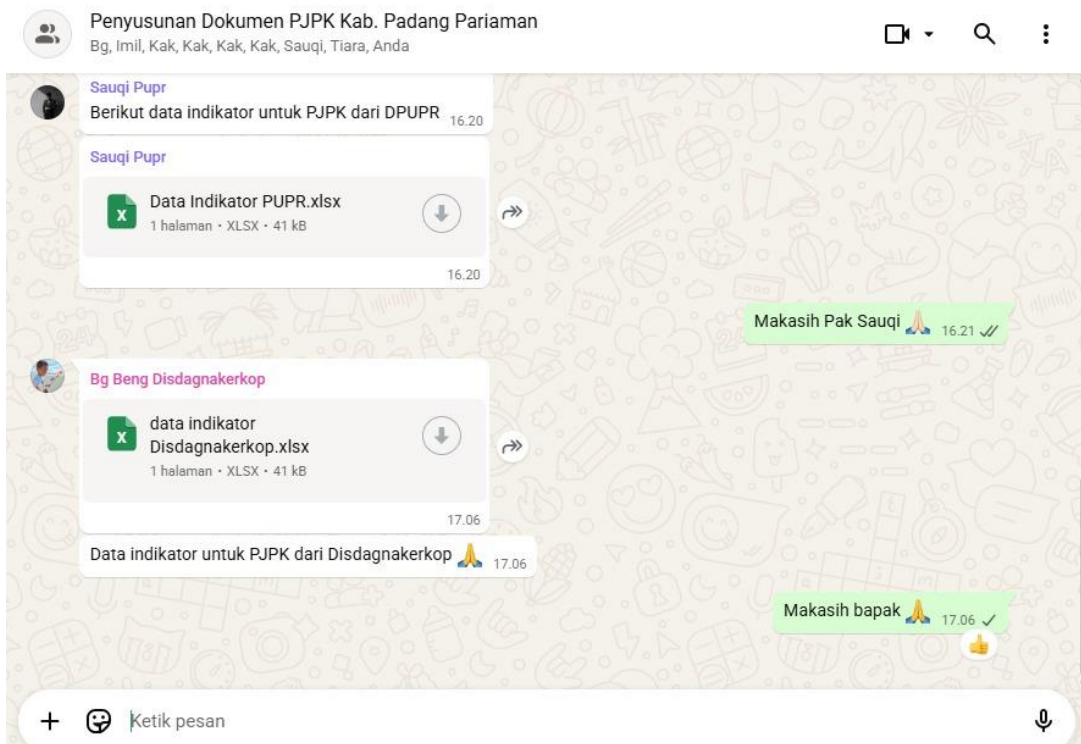 Penyusunan Dokumen PJPK Kab. Padang Pariaman
Bg, Imil, Kak, Kak, Kak, Kak, Sauqi, Tiara, Anda
Sauqi Pupr
Berikut data indikator untuk PJPK dari DPUPR 16.20
Sauqi Pupr
X
Data Indikator PUPR.xlsx
1 halaman • XLSX • 41 kB
16.20
Makasih Pak Sauqi 🙏🏻 16.21
Bg Beng Disdagnakerkop
X
data indikator
Disdagnakerkop.xlsx
1 halaman • XLSX • 41 kB
17.06
Data indikator untuk PJPK dari Disdagnakerkop 🙏 17.06
Makasih bapak 🙏 17.06
👍
Ketik pesan